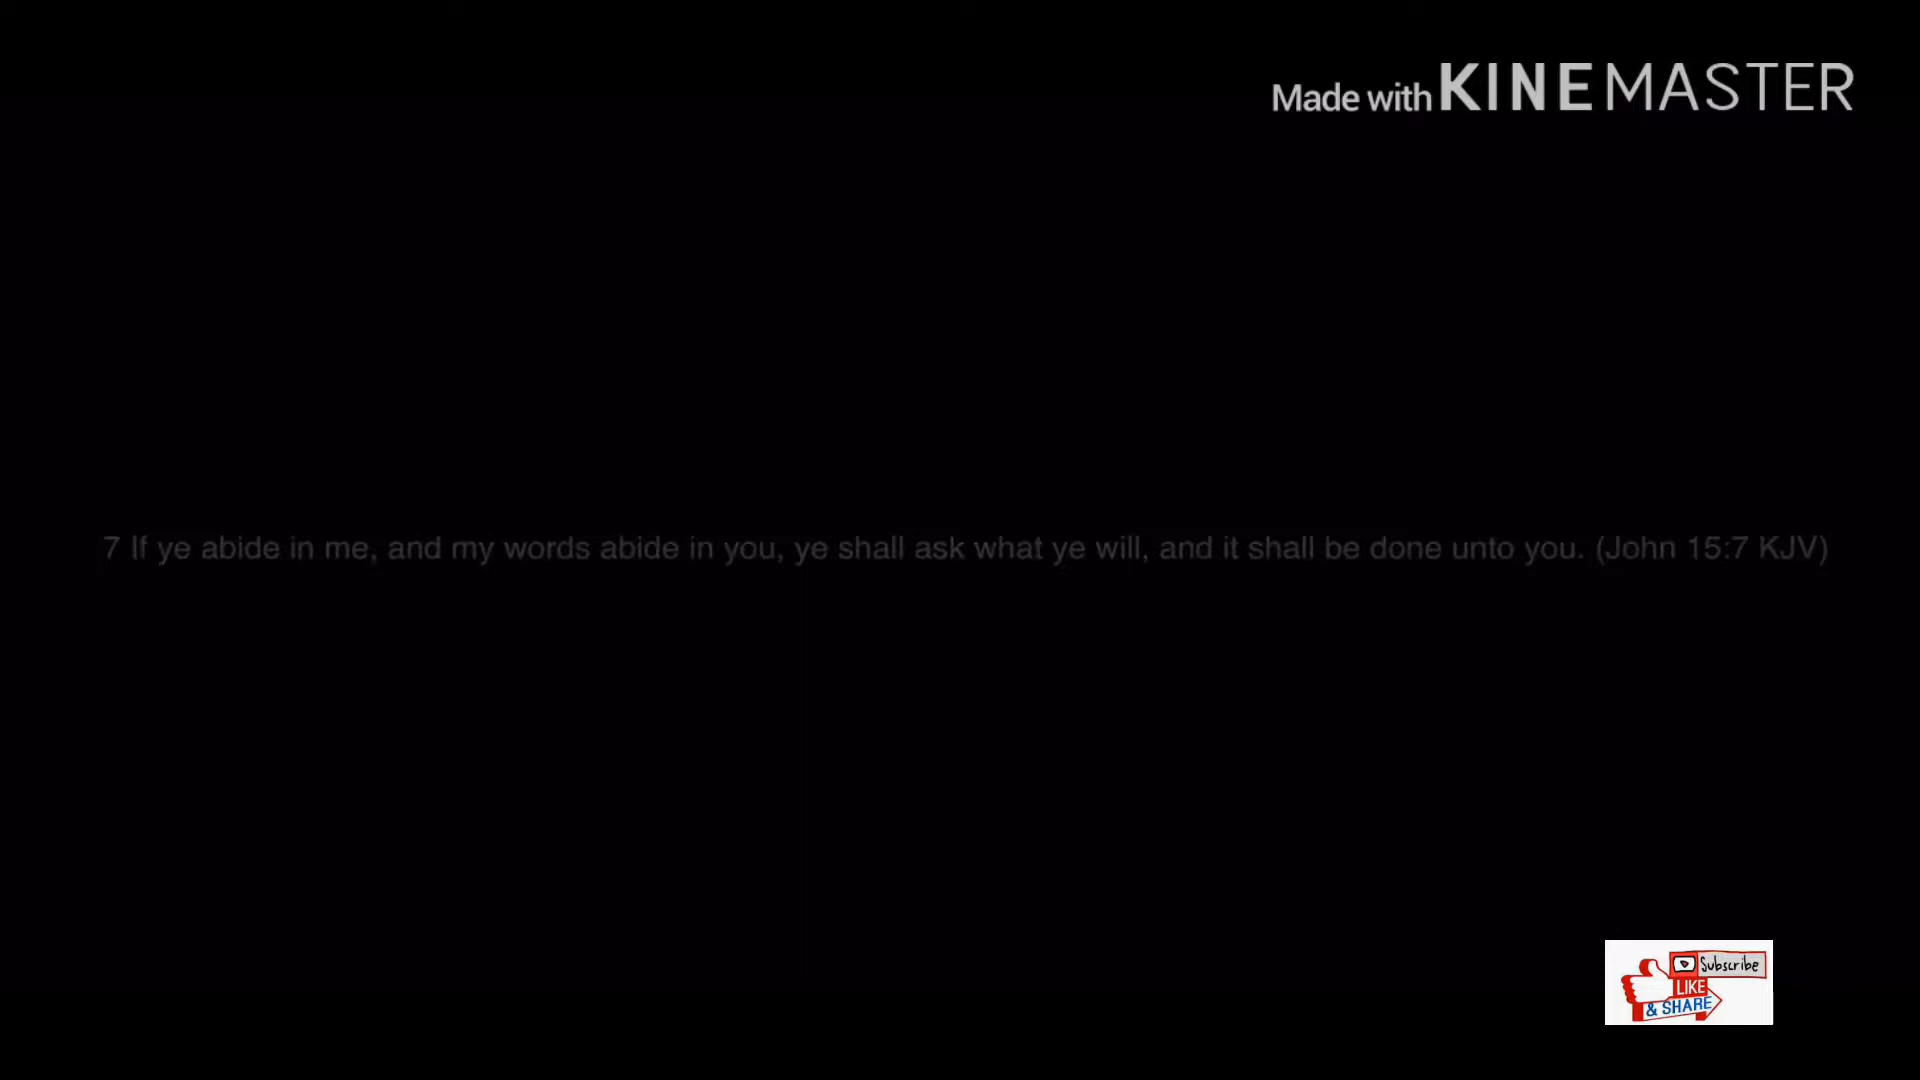 Made with KINEMASTER
7 If ye abide in me, and my words abide in you, ye shall ask what ye will, and it shall be done unto you. (John 15:7 KJV)
Subscribe
LIKE
& SHARE